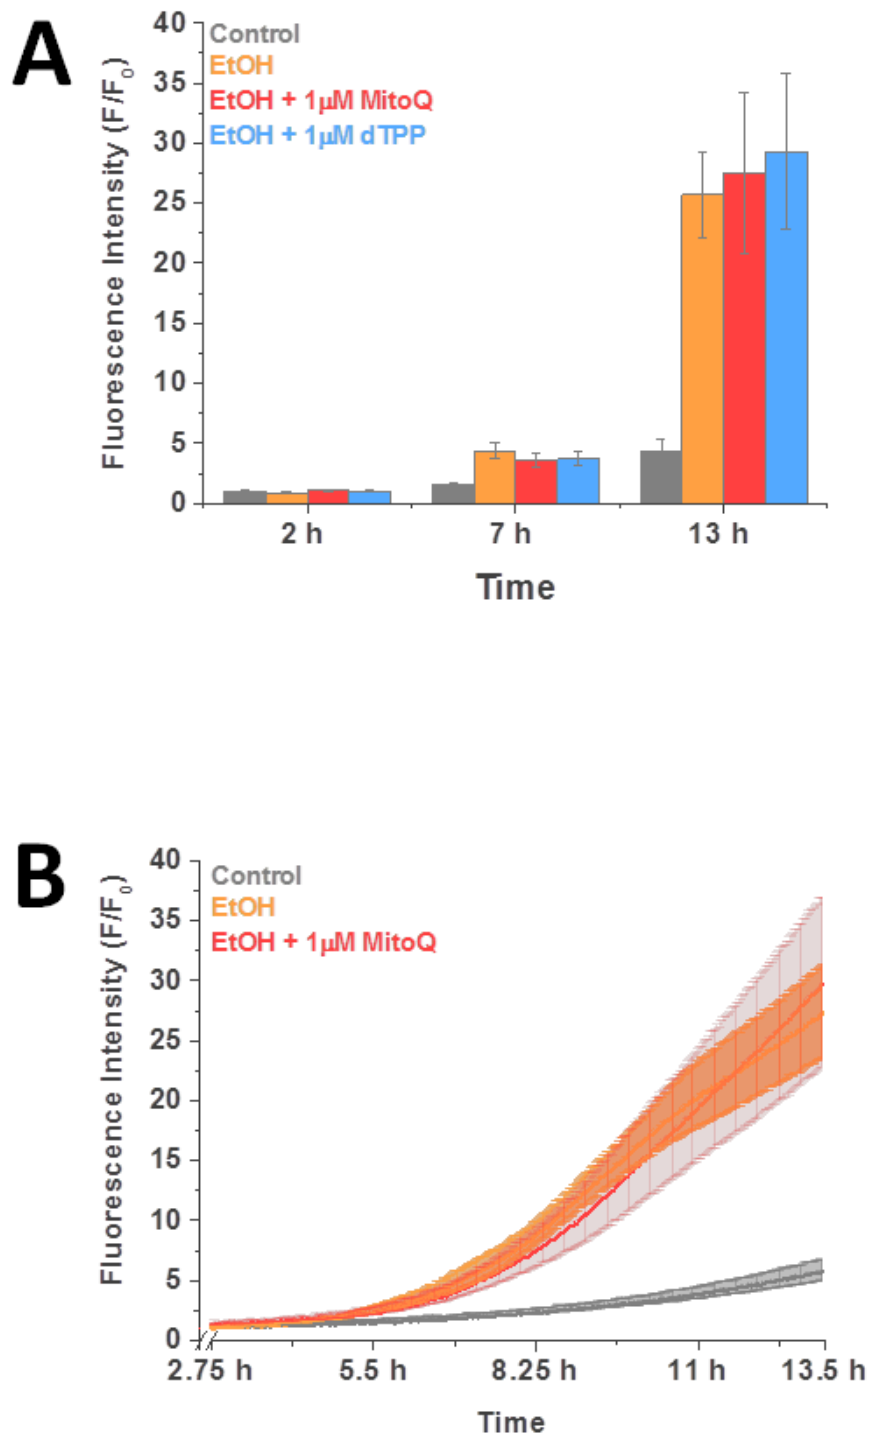 A
Fluorescence Intensity (F/F₀)
40
35
30
25
20
15
10
5
0
Control
EtOH
EtOH + 1µM MitoQ
EtOH + 1µM dTPP
2 h 7 h 13 h
Time
B
Fluorescence Intensity (F/F₀)
40
35
30
25
20
15
10
5
0
Control
EtOH
EtOH + 1µM MitoQ
2.75 h 5.5 h 8.25 h 11 h 13.5 h
Time